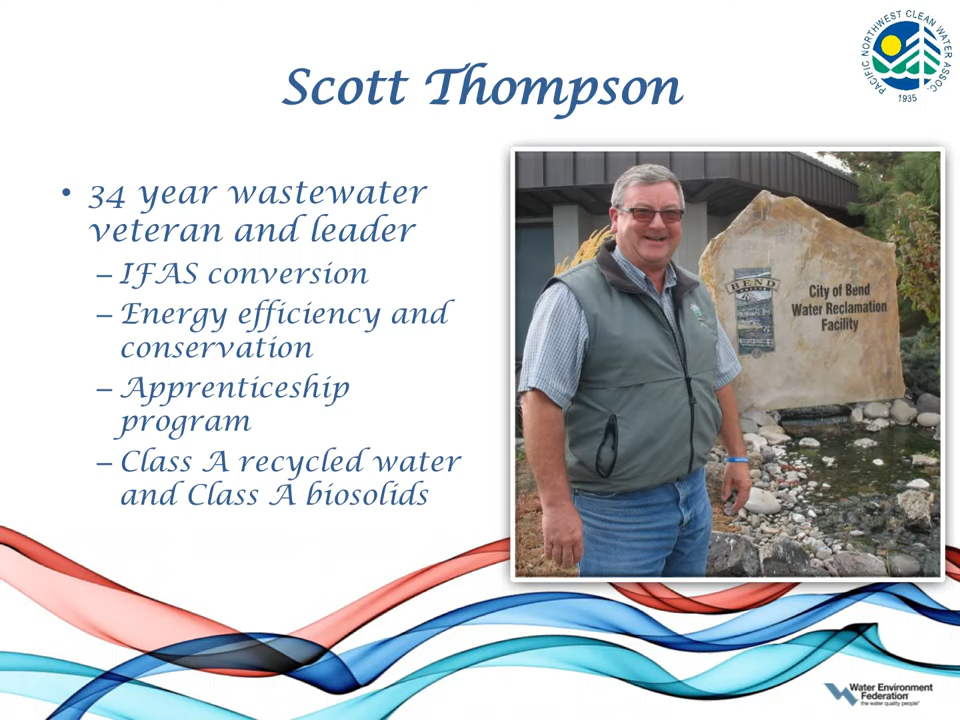 PACIFIC NORTHWEST CLEAN WATER ASSOC.
1935
Scott Thompson
• 34 year wastewater
veteran and leader
– IFAS conversion
– Energy efficiency and
conservation
– Apprenticeship
program
– Class A recycled water
and Class A biosolids
BEND
City of Bend
Water Reclamation
Facility
Water Environment
Federation
the water quality people®